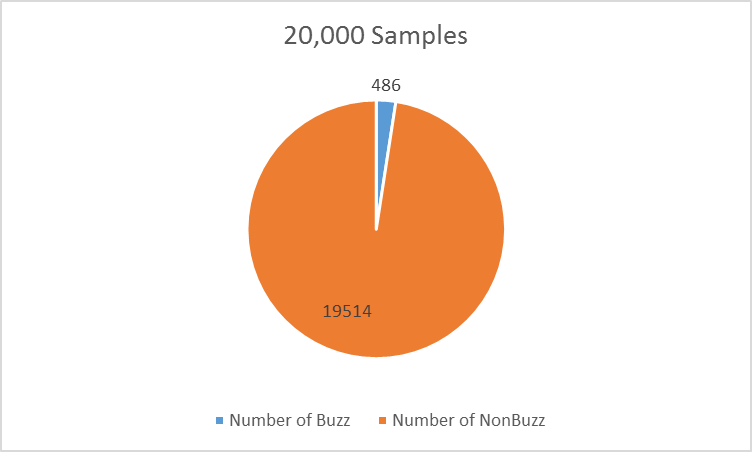 20,000 Samples
486
19514
Number of Buzz
Number of NonBuzz